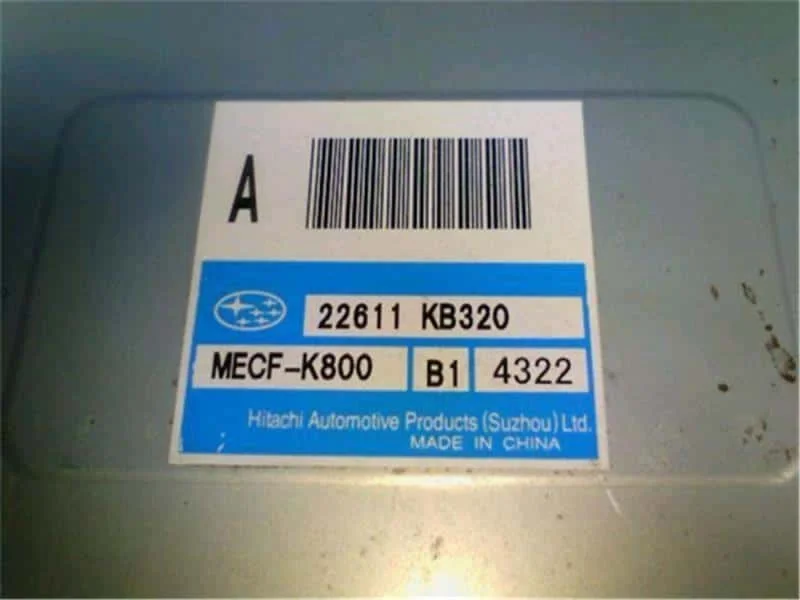 A
22611 KB320
MECF-K800 B1 4322
Hitachi Automotive Products (Suzhou) Ltd.
MADE IN CHINA